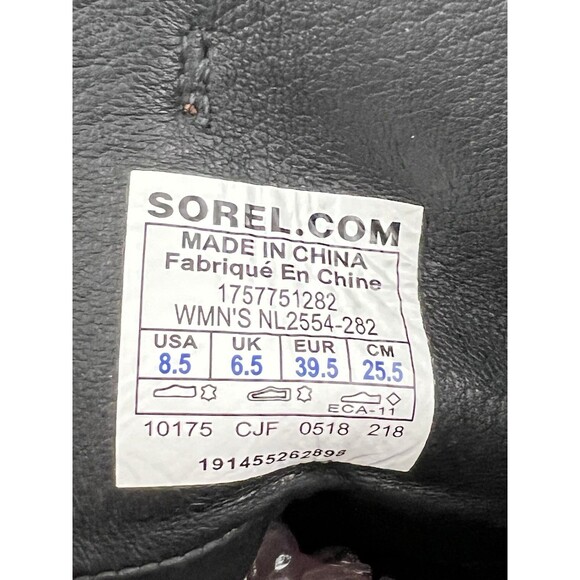 SOREL.COM
MADE IN CHINA
Fabriqué En Chine
1757751282
WMN'S NL2554-282
USA UK EUR CM
8.5 6.5 39.5 25.5
ECA-11
10175 CJF 0518 218
191455262898